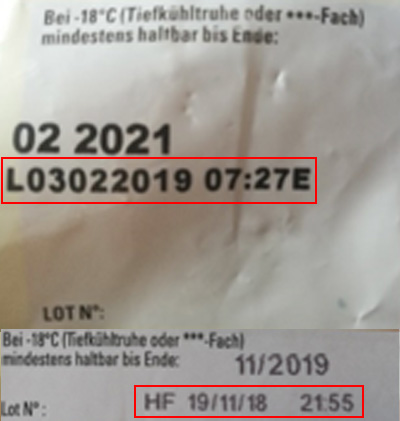 Bei -18°C (Tiefkühltruhe oder ***-Fach)
mindestens haltbar bis Ende:
02 2021
L03022019 07:27E
LOT N°:
Bei -18°C (Tiefkühltruhe oder ***-Fach)
mindestens haltbar bis Ende: 11/2019
Lot N°: HF 19/11/18 21:55